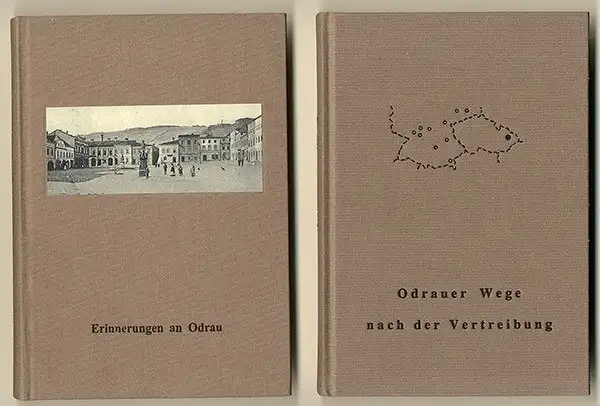 Erinnerungen an Odrau
Odrauer Wege
nach der Vertreibung